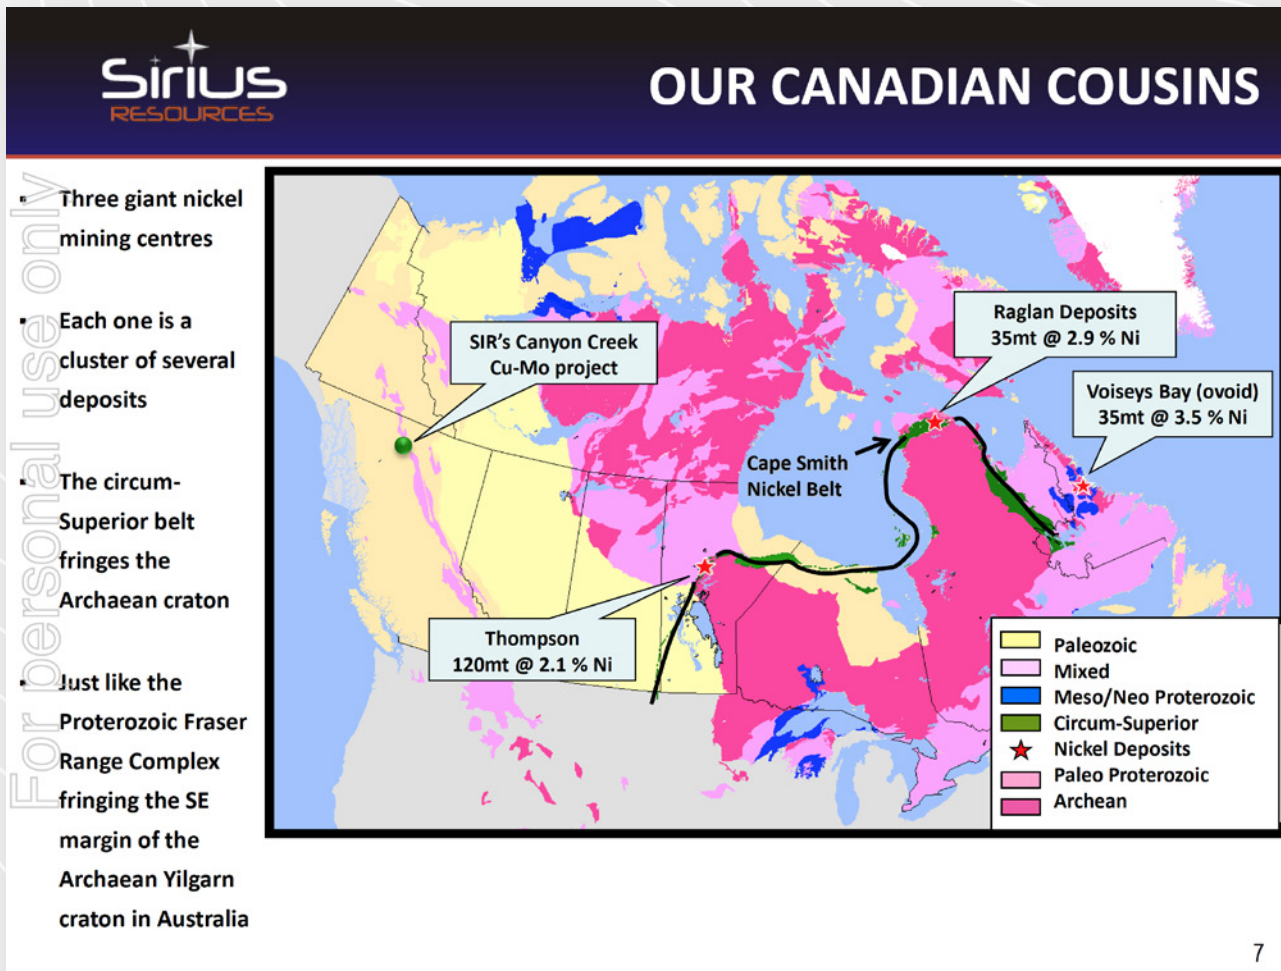 Sirius
RESOURCES
OUR CANADIAN COUSINS
For personal use only
Three giant nickel
mining centres
Each one is a
cluster of several
deposits
The circum-
Superior belt
fringes the
Archaean craton
Just like the
Proterozoic Fraser
Range Complex
fringing the SE
margin of the
Archaean Yilgarn
craton in Australia
SIR's Canyon Creek
Cu-Mo project
Raglan Deposits
35mt @ 2.9 % Ni
Voiseys Bay (ovoid)
35mt @ 3.5 % Ni
Cape Smith
Nickel Belt
Thompson
120mt @ 2.1 % Ni
Paleozoic
Mixed
Meso/Neo Proterozoic
Circum-Superior
Nickel Deposits
Paleo Proterozoic
Archean
7